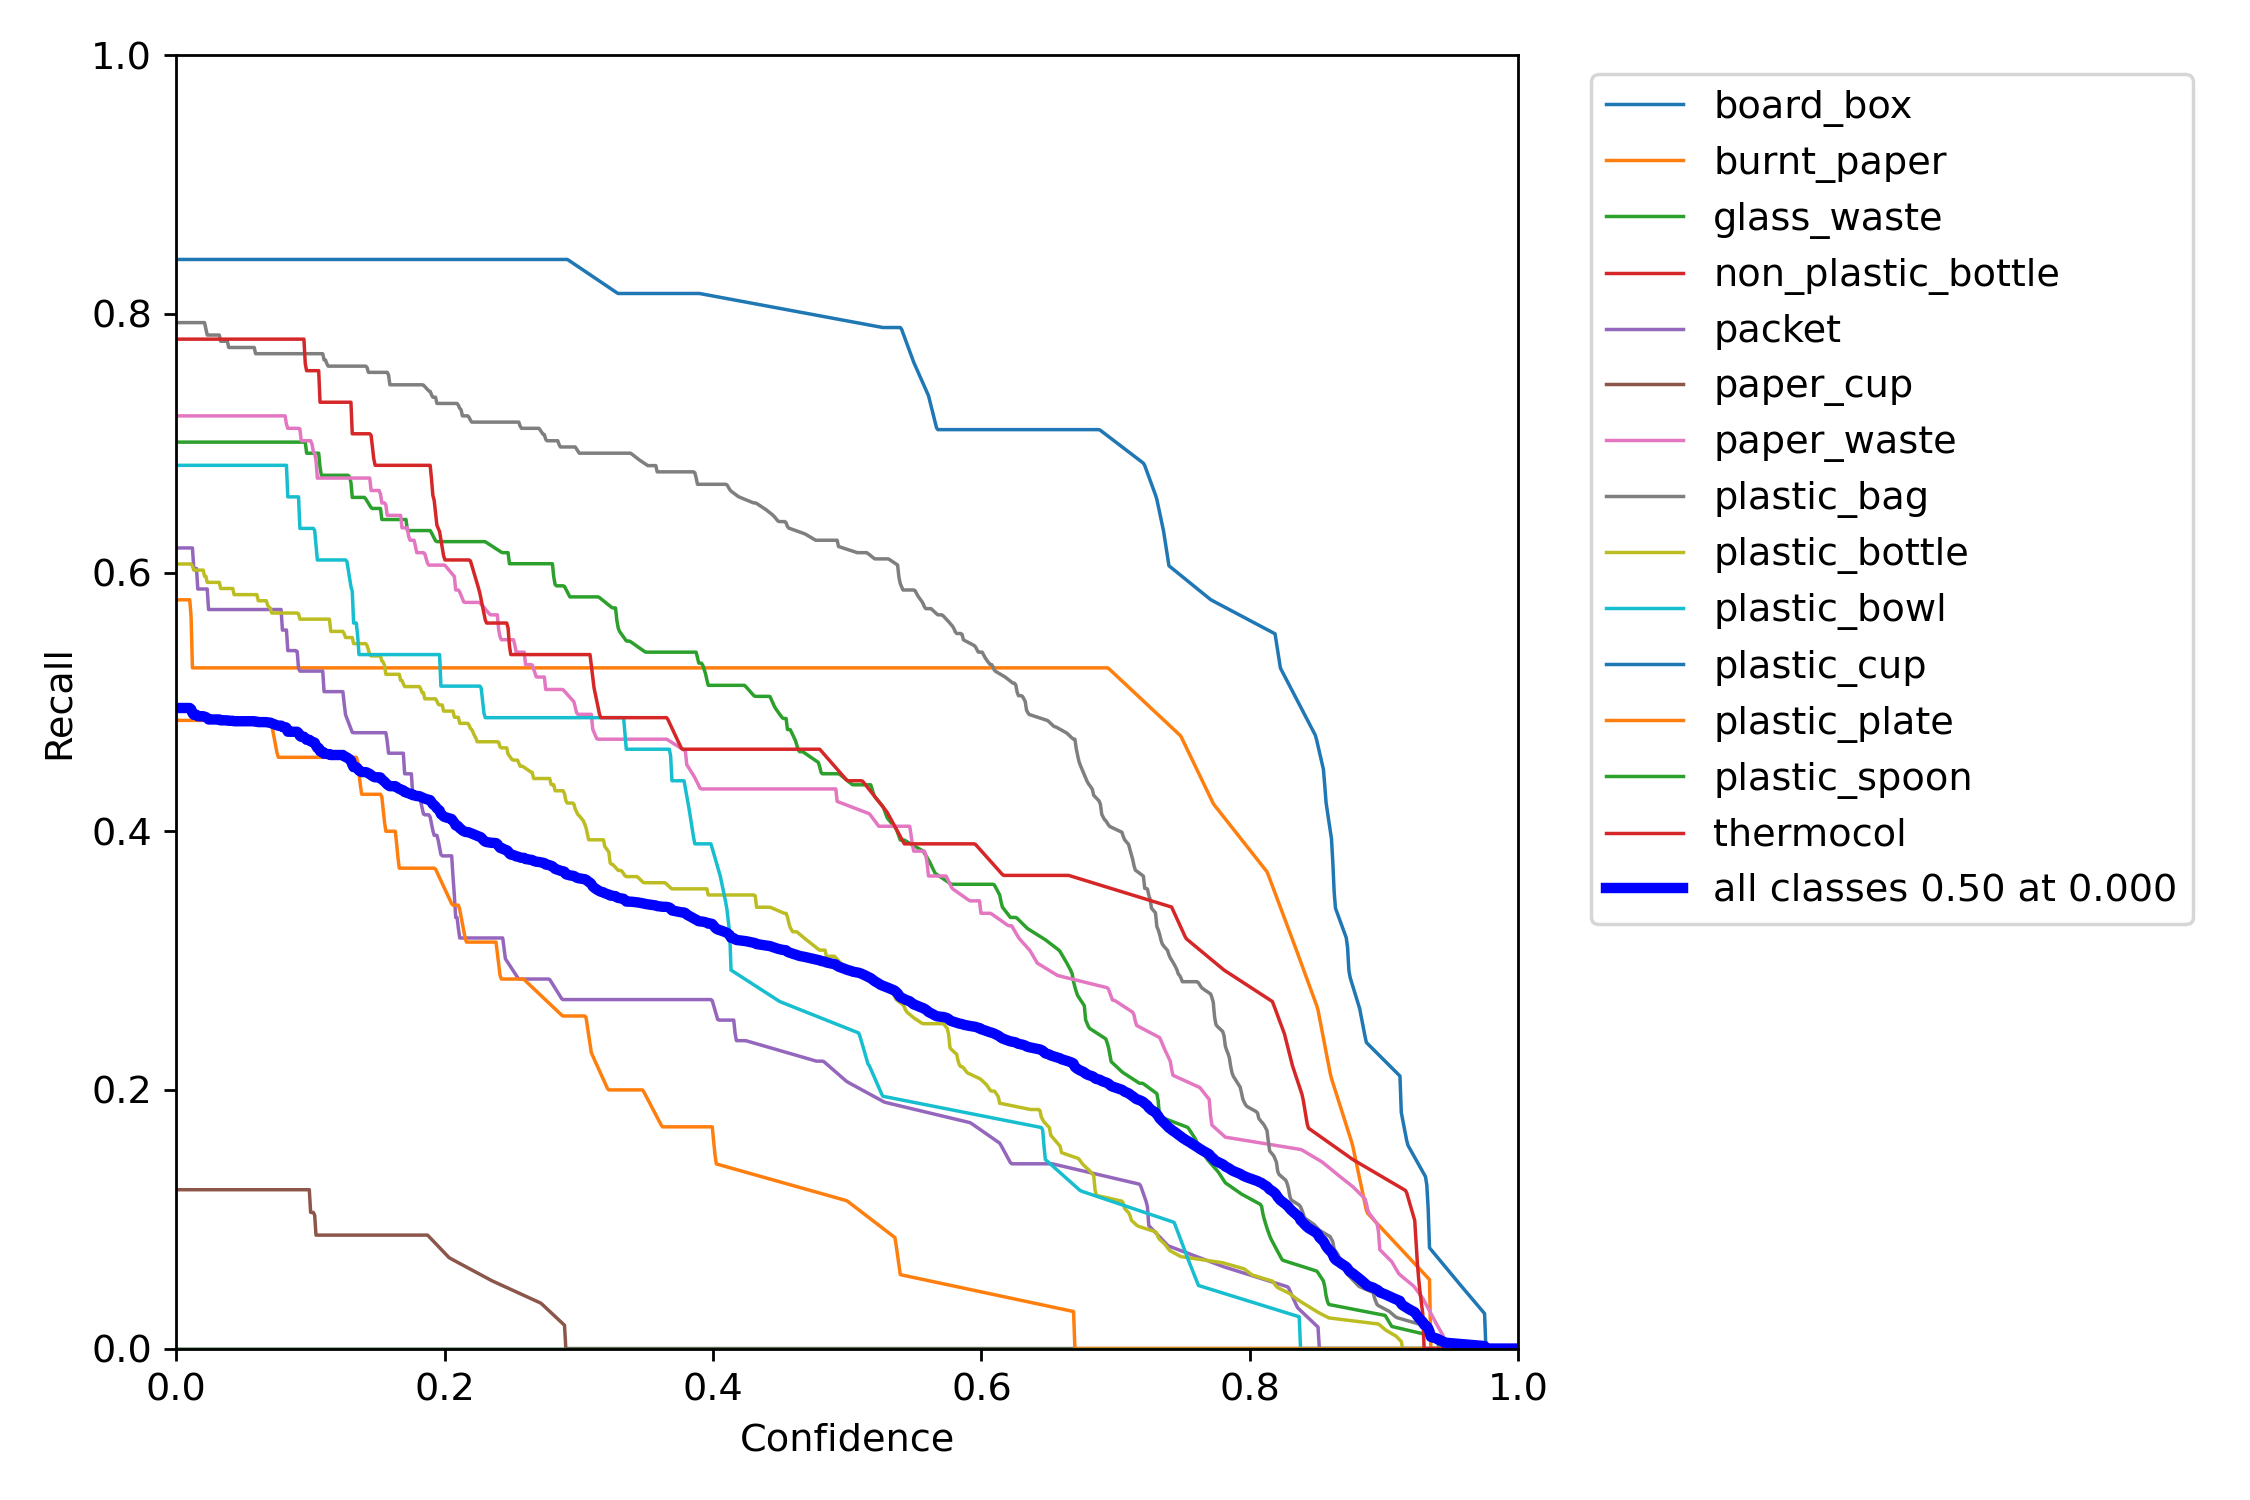 1.0
0.8
0.6
0.4
0.2
0.0
Recall
0.0 0.2 0.4 0.6 0.8 1.0
Confidence
board_box
burnt_paper
glass_waste
non_plastic_bottle
packet
paper_cup
paper_waste
plastic_bag
plastic_bottle
plastic_bowl
plastic_cup
plastic_plate
plastic_spoon
thermocol
all classes 0.50 at 0.000